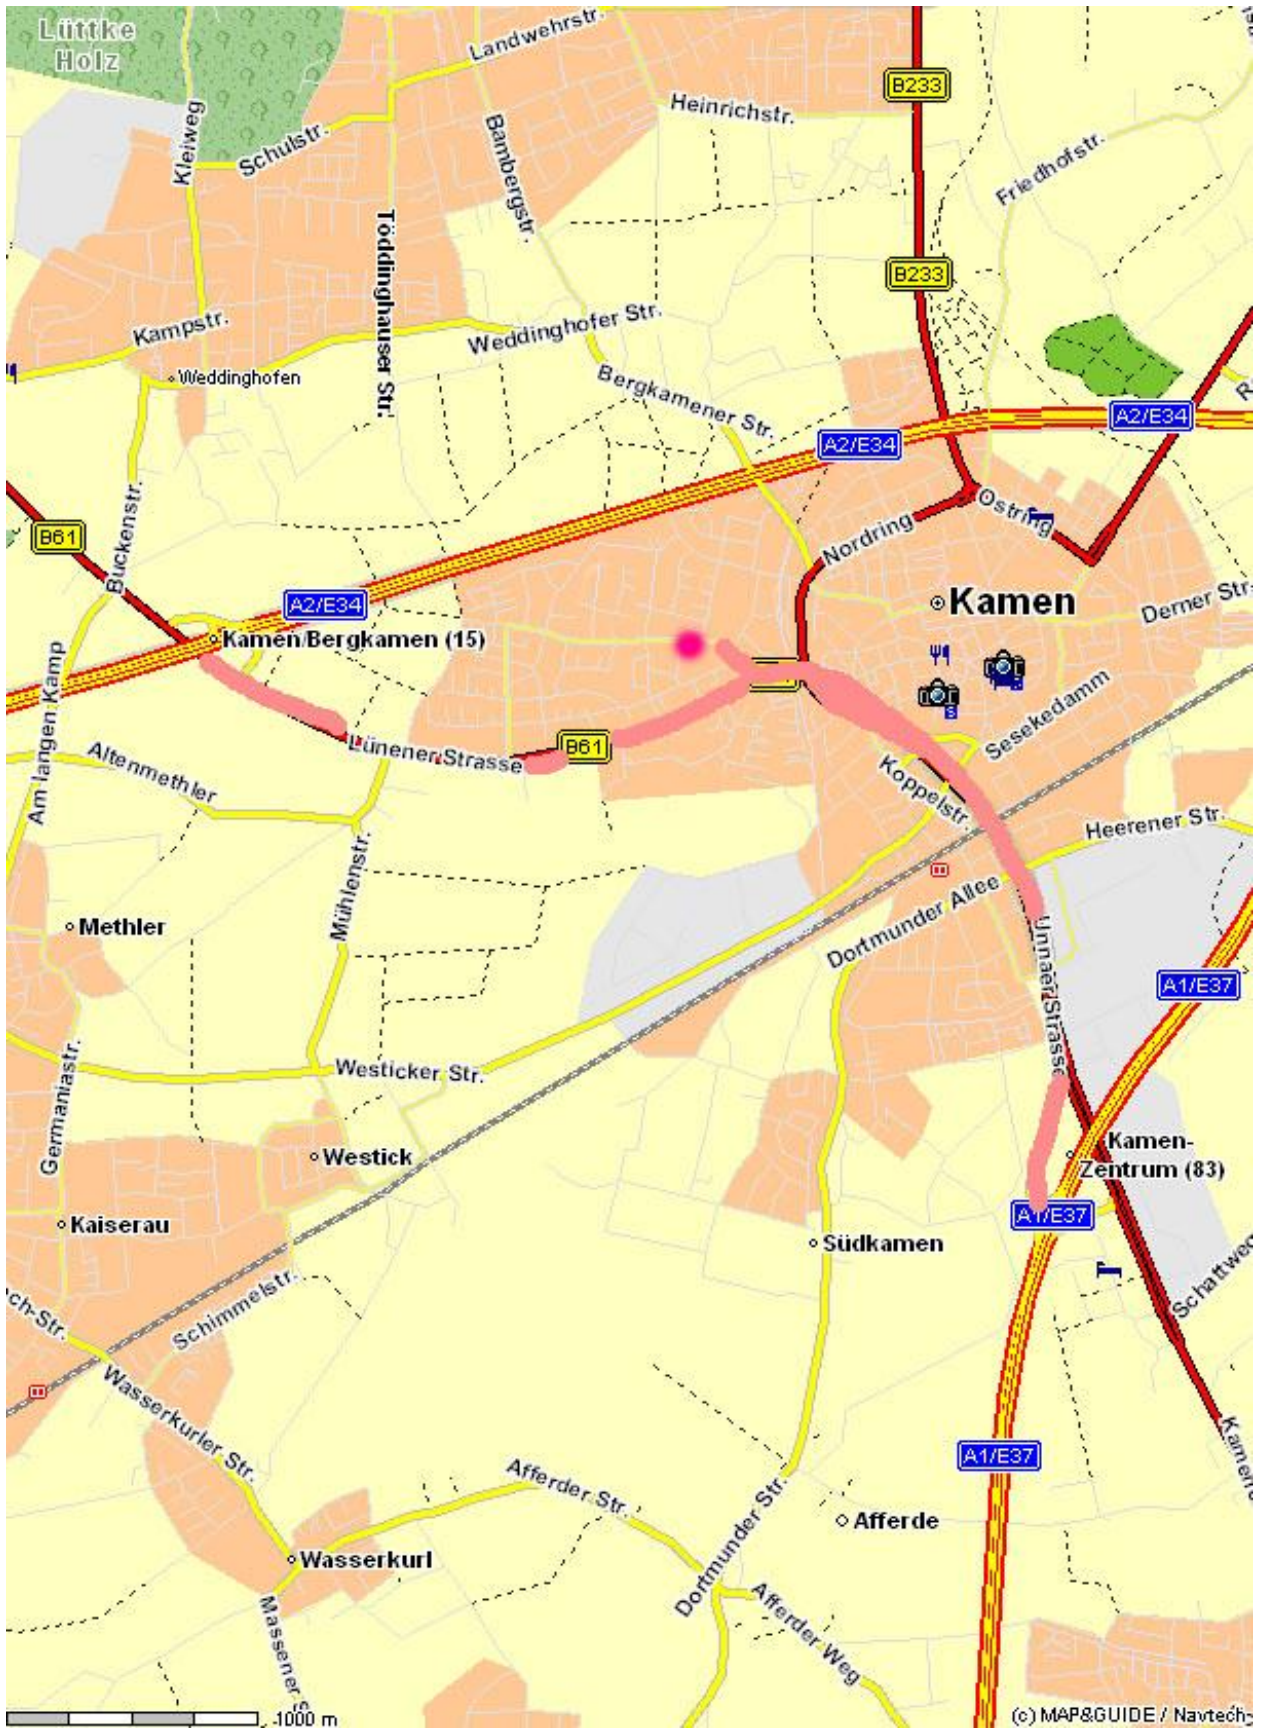 Lüttke
Holz
Landwehrstr.
B233
Kleiweg
Schulstr.
Bambergstr.
Heinrichstr.
Friedhofstr.
Töddinghauser Str.
B233
Kampstr.
Weddinghofer Str.
Weddinghofen
Bergkamener Str.
A2/E34
A2/E34
B61
Buckenstr.
Nordring
Ostring
A2/E34
Kamen
Derner Str.
Kamen/Bergkamen (15)
Am langen Kamp
Altenmethler
Lünener Strasse
B61
Sesekedamm
Koppelstr.
Heerener Str.
Mühlenstr.
Methler
Dortmunder Allee
Unnaer Strasse
A1/E37
Germaniastr.
Westicker Str.
Westick
Kamen-
Zentrum (83)
Kaiserau
A1/E37
Südkamen
Schattweg
ch-Str.
Schimmelstr.
Wasserkurler Str.
A1/E37
Afferder Str.
Dortmunder Str.
Afferde
Wasserkurl
Afferder Weg
Massener
1000 m
(c) MAP&GUIDE / Navtech